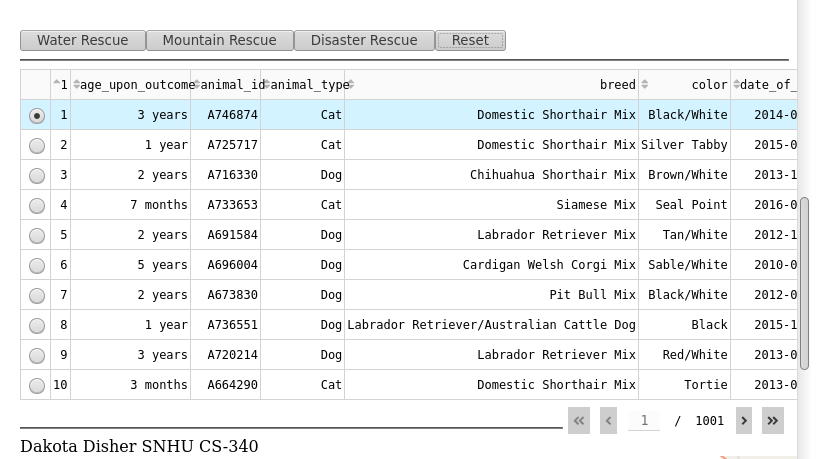 Water Rescue Mountain Rescue Disaster Rescue Reset
1 age_upon_outcome animal_id animal_type breed color date_of_
1 3 years A746874 Cat Domestic Shorthair Mix Black/White 2014-0
2 1 year A725717 Cat Domestic Shorthair Mix Silver Tabby 2015-0
3 2 years A716330 Dog Chihuahua Shorthair Mix Brown/White 2013-1
4 7 months A733653 Cat Siamese Mix Seal Point 2016-0
5 2 years A691584 Dog Labrador Retriever Mix Tan/White 2012-1
6 5 years A696004 Dog Cardigan Welsh Corgi Mix Sable/White 2010-0
7 2 years A673830 Dog Pit Bull Mix Black/White 2012-0
8 1 year A736551 Dog Labrador Retriever/Australian Cattle Dog Black 2015-1
9 3 years A720214 Dog Labrador Retriever Mix Red/White 2013-0
10 3 months A664290 Cat Domestic Shorthair Mix Tortie 2013-0
1 / 1001
Dakota Disher SNHU CS-340